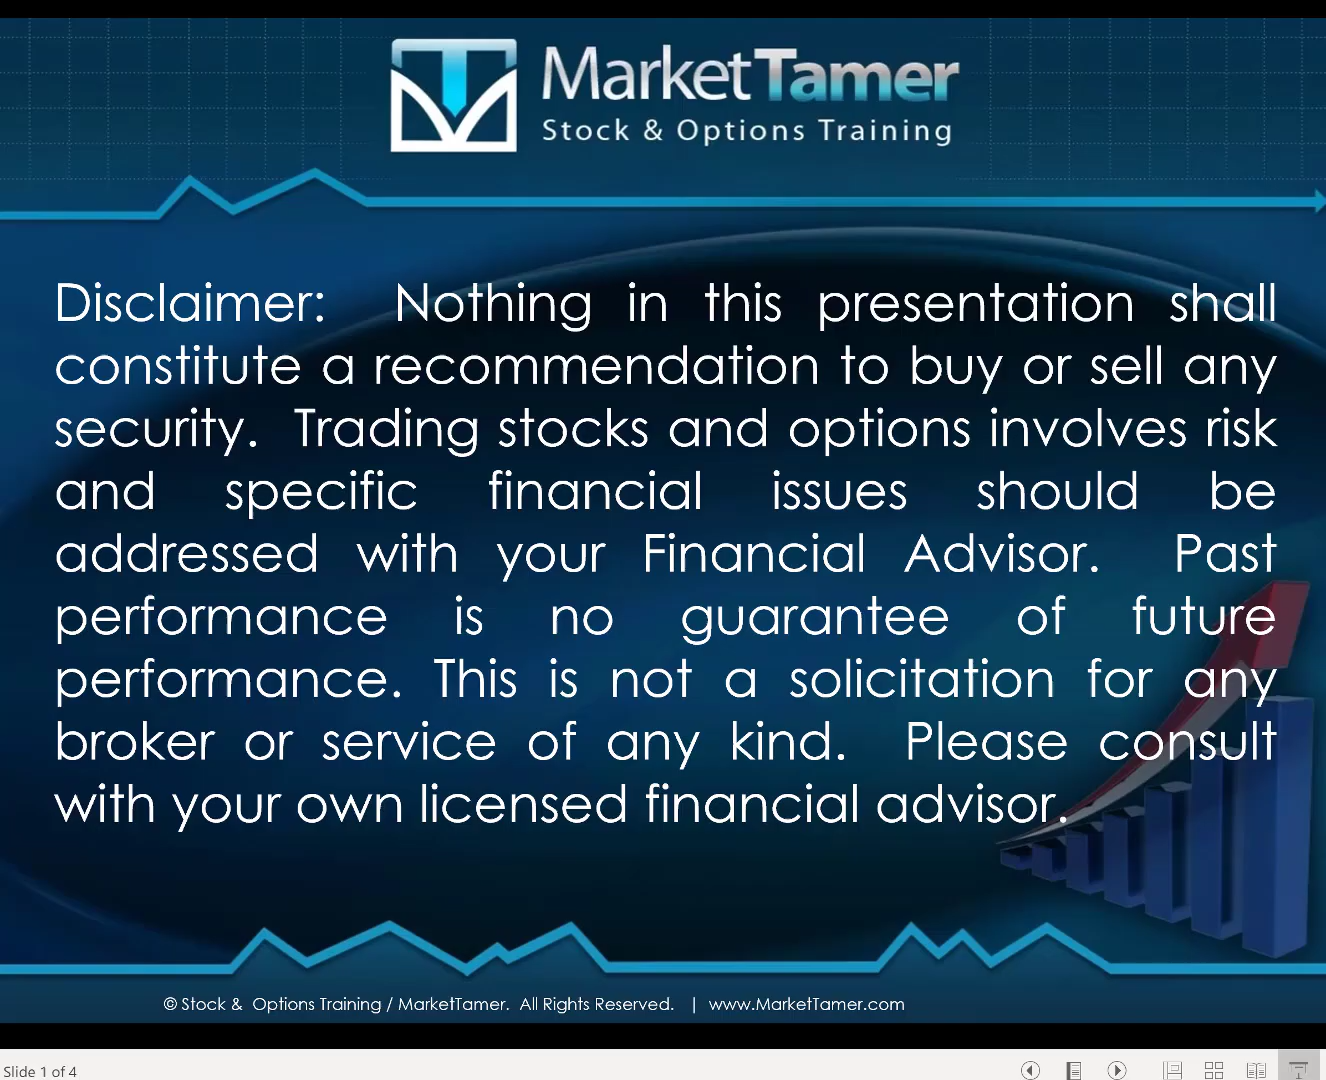 MarketTamer
Stock & Options Training
Disclaimer: Nothing in this presentation shall
constitute a recommendation to buy or sell any
security. Trading stocks and options involves risk
and specific financial issues should be
addressed with your Financial Advisor. Past
performance is no guarantee of future
performance. This is not a solicitation for any
broker or service of any kind. Please consult
with your own licensed financial advisor.
© Stock & Options Training / MarketTamer. All Rights Reserved. | www.MarketTamer.com
Slide 1 of 4